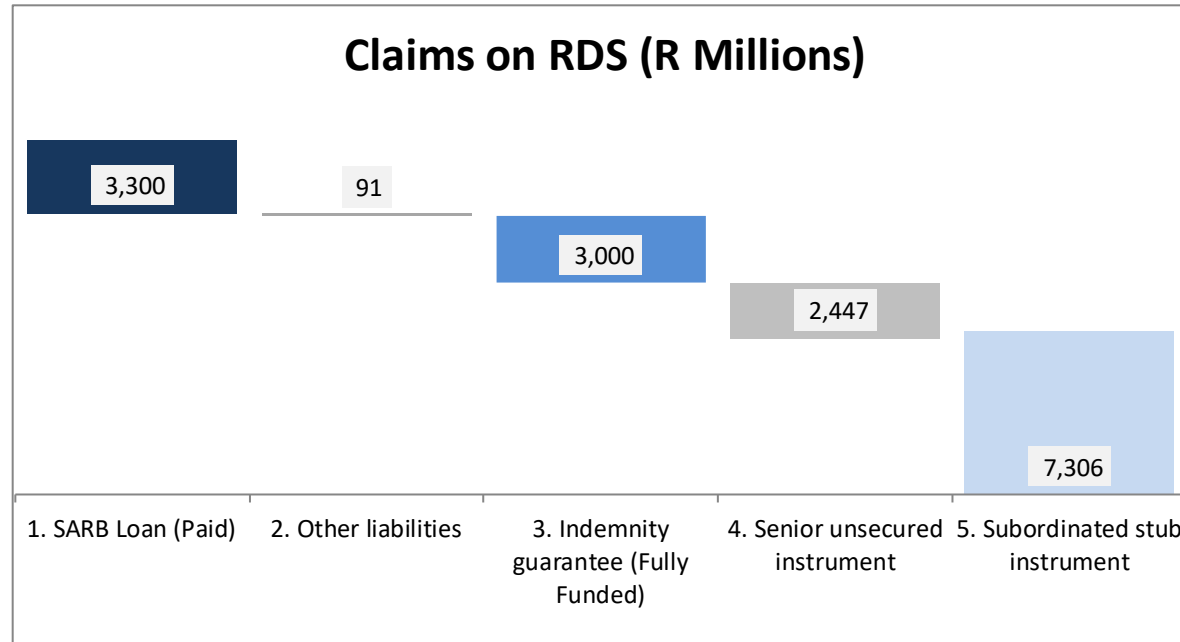 Claims on RDS (R Millions)
3,300
91
3,000
2,447
7,306
1. SARB Loan (Paid)
2. Other liabilities
3. Indemnity
guarantee (Fully
Funded)
4. Senior unsecured
instrument
5. Subordinated stub
instrument